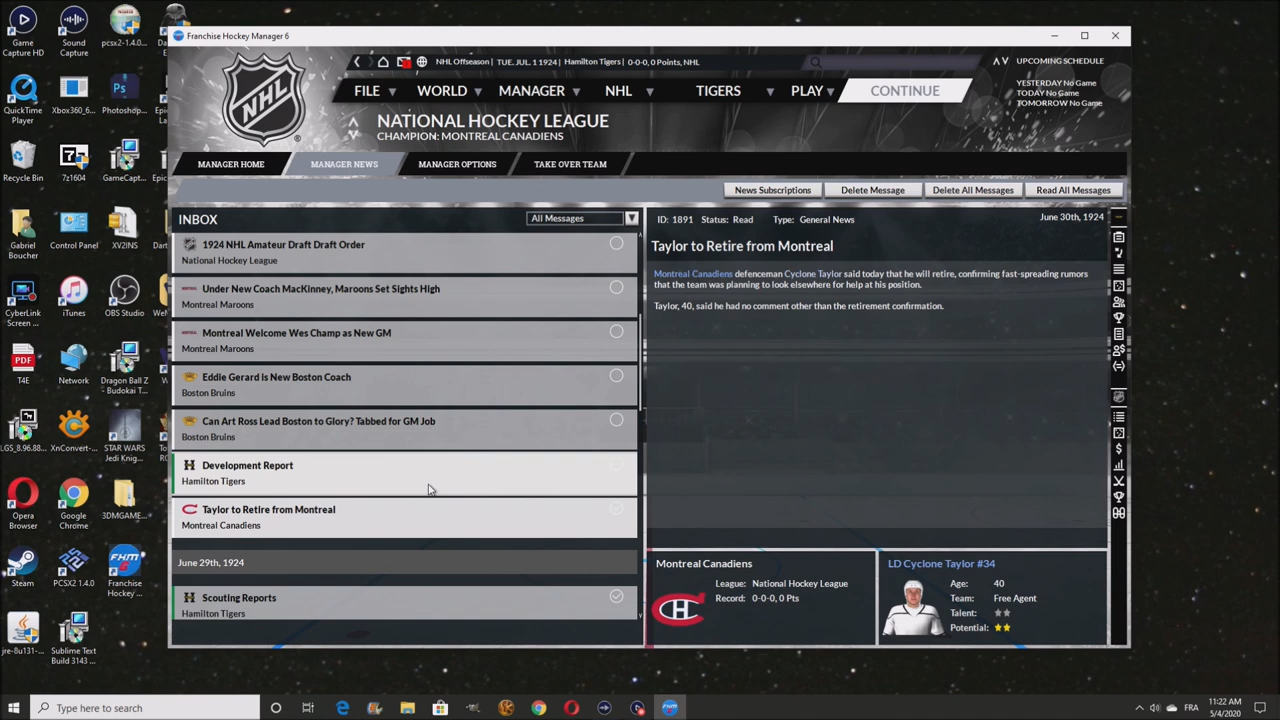 Game
Capture HD
Sound
Capture
pcsx2-1.4.0...
QuickTime
Player
Xbox360_6...
Photoshop...
Recycle Bin
7z1604
GameCapt...
Gabriel
Boucher
Control Panel
XV2INS
CyberLink
Screen ...
iTunes
OBS Studio
T4E
Network
Dragon Ball Z
- Budokai T...
LGS_8.96.88...
XnConvert-...
STAR WARS
Jedi Knig...
Opera
Browser
Google
Chrome
3DMGAME...
Steam
PCSX2 1.4.0
Franchise
Hockey ...
jre-8u131-...
Sublime Text
Build 3143 ...
Franchise Hockey Manager 6
NHL Offseason | TUE. JUL. 1 1924 | Hamilton Tigers | 0-0-0, 0 Points, NHL
UPCOMING SCHEDULE
YESTERDAY No Game
TODAY No Game
TOMORROW No Game
NHL
FILE WORLD MANAGER NHL TIGERS PLAY CONTINUE
NATIONAL HOCKEY LEAGUE
CHAMPION: MONTREAL CANADIENS
MANAGER HOME MANAGER NEWS MANAGER OPTIONS TAKE OVER TEAM
News Subscriptions Delete Message Delete All Messages Read All Messages
INBOX All Messages
1924 NHL Amateur Draft Draft Order
National Hockey League
Under New Coach MacKinney, Maroons Set Sights High
Montreal Maroons
Montreal Welcome Wes Champ as New GM
Montreal Maroons
Eddie Gerard is New Boston Coach
Boston Bruins
Can Art Ross Lead Boston to Glory? Tabbed for GM Job
Boston Bruins
Development Report
Hamilton Tigers
Taylor to Retire from Montreal
Montreal Canadiens
June 29th, 1924
Scouting Reports
Hamilton Tigers
ID: 1891 Status: Read Type: General News June 30th, 1924
Taylor to Retire from Montreal
Montreal Canadiens defenceman Cyclone Taylor said today that he will retire, confirming fast-spreading rumors
that the team was planning to look elsewhere for help at his position.
Taylor, 40, said he had no comment other than the retirement confirmation.
Montreal Canadiens
League: National Hockey League
Record: 0-0-0, 0 Pts
LD Cyclone Taylor #34
Age: 40
Team: Free Agent
Talent:
Potential:
Type here to search
FRA
11:22 AM
5/4/2020